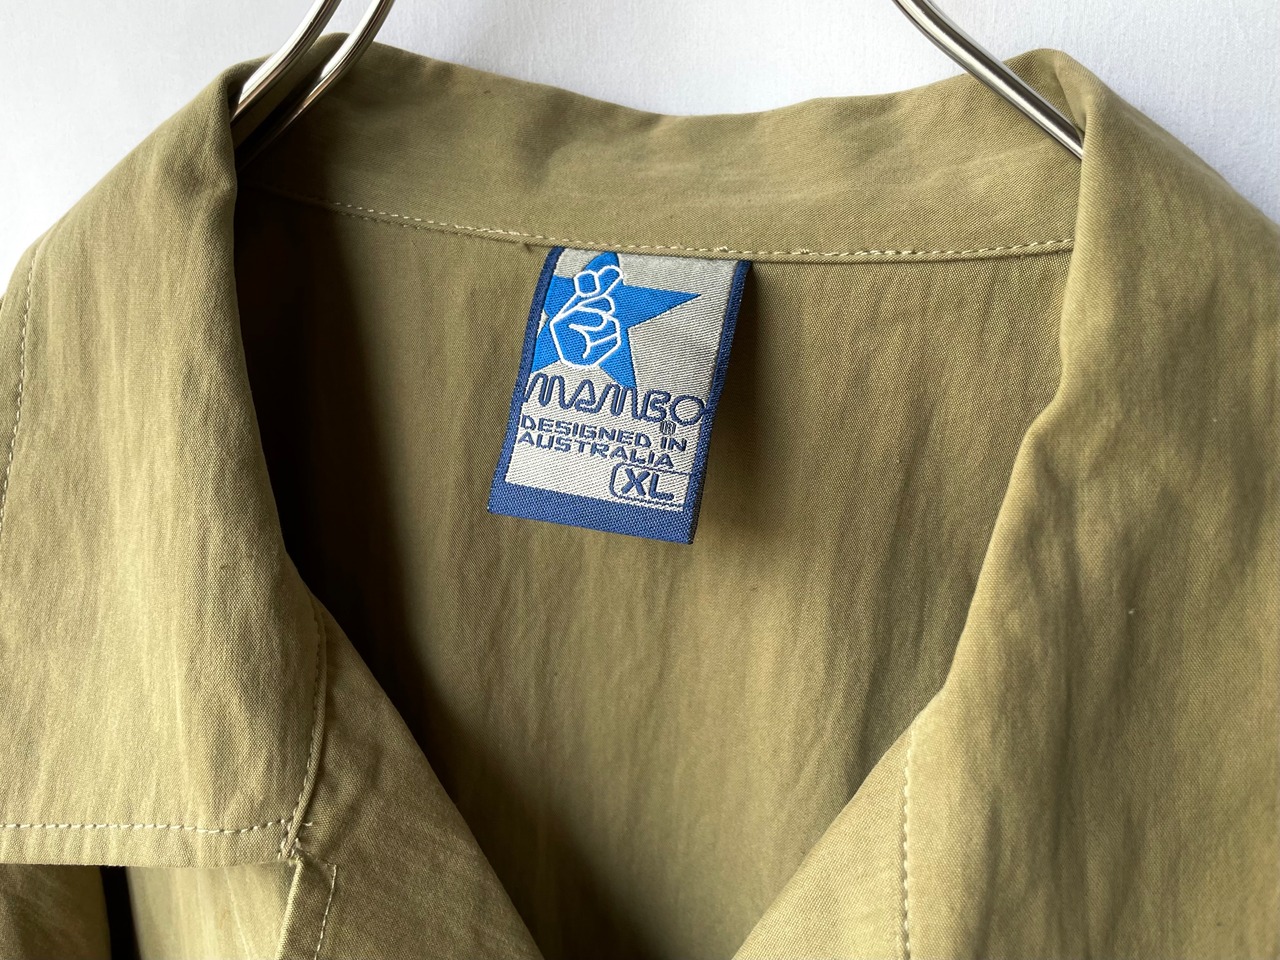 MAMBO
®
DESIGNED IN
AUSTRALIA
XL